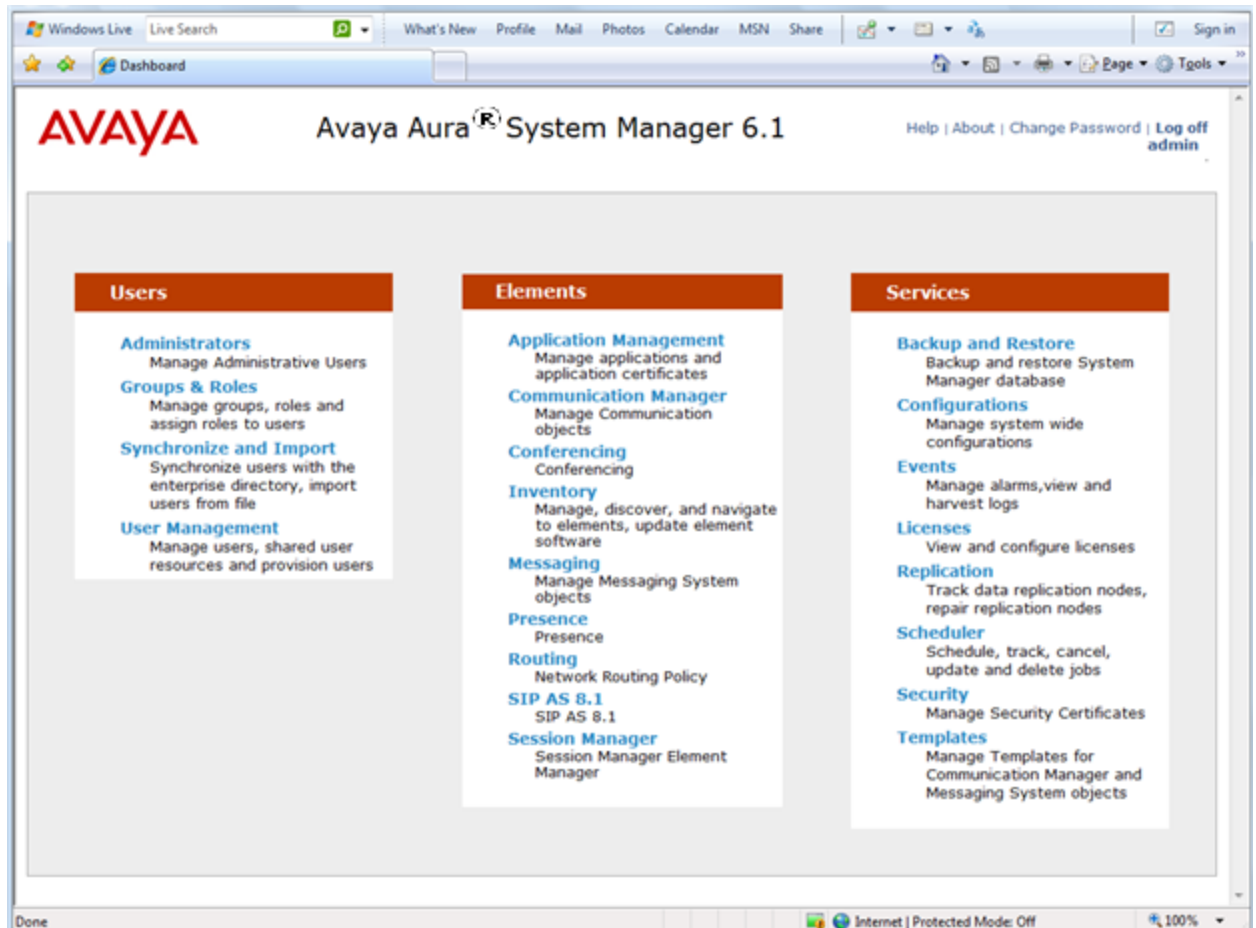 Windows Live Live Search What's New Profile Mail Photos Calendar MSN Share Sign in
Dashboard Page Tools
AVAYA
Avaya Aura® System Manager 6.1
Help | About | Change Password | Log off
admin
Users
Administrators
Manage Administrative Users
Groups & Roles
Manage groups, roles and
assign roles to users
Synchronize and Import
Synchronize users with the
enterprise directory, import
users from file
User Management
Manage users, shared user
resources and provision users
Elements
Application Management
Manage applications and
application certificates
Communication Manager
Manage Communication
objects
Conferencing
Conferencing
Inventory
Manage, discover, and navigate
to elements, update element
software
Messaging
Manage Messaging System
objects
Presence
Presence
Routing
Network Routing Policy
SIP AS 8.1
SIP AS 8.1
Session Manager
Session Manager Element
Manager
Services
Backup and Restore
Backup and restore System
Manager database
Configurations
Manage system wide
configurations
Events
Manage alarms,view and
harvest logs
Licenses
View and configure licenses
Replication
Track data replication nodes,
repair replication nodes
Scheduler
Schedule, track, cancel,
update and delete jobs
Security
Manage Security Certificates
Templates
Manage Templates for
Communication Manager and
Messaging System objects
Done Internet | Protected Mode: Off 100%